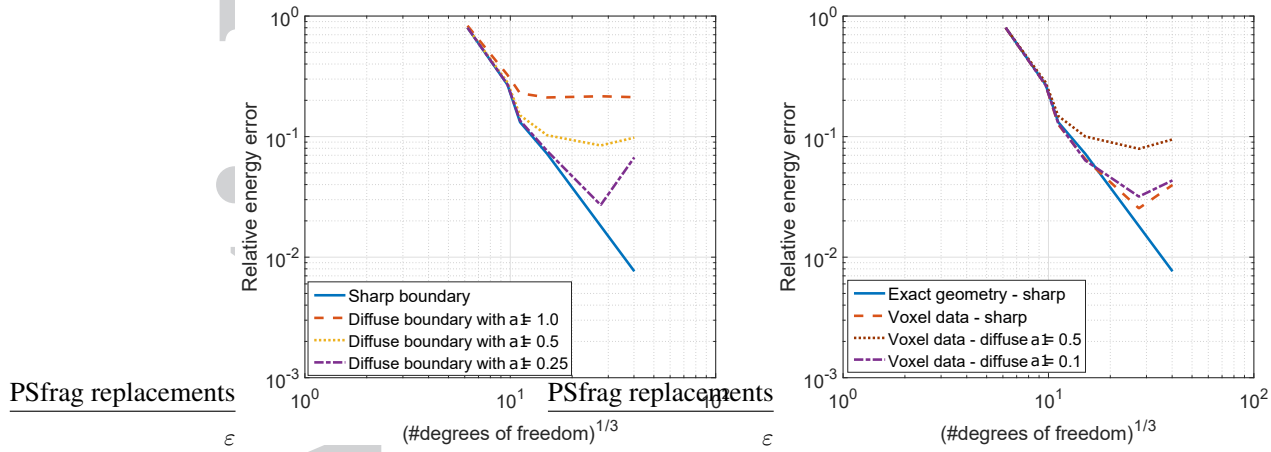 10^0
10^-1
10^-2
10^-3
Relative energy error
Sharp boundary
Diffuse boundary with a1= 1.0
Diffuse boundary with a1= 0.5
Diffuse boundary with a1= 0.25
10^0
10^1
10^2
(#degrees of freedom)^1/3
PSfrag replacements
ε
10^0
10^-1
10^-2
10^-3
Relative energy error
Exact geometry - sharp
Voxel data - sharp
Voxel data - diffuse a1= 0.5
Voxel data - diffuse a1= 0.1
10^0
10^1
10^2
(#degrees of freedom)^1/3
PSfrag replacements
ε